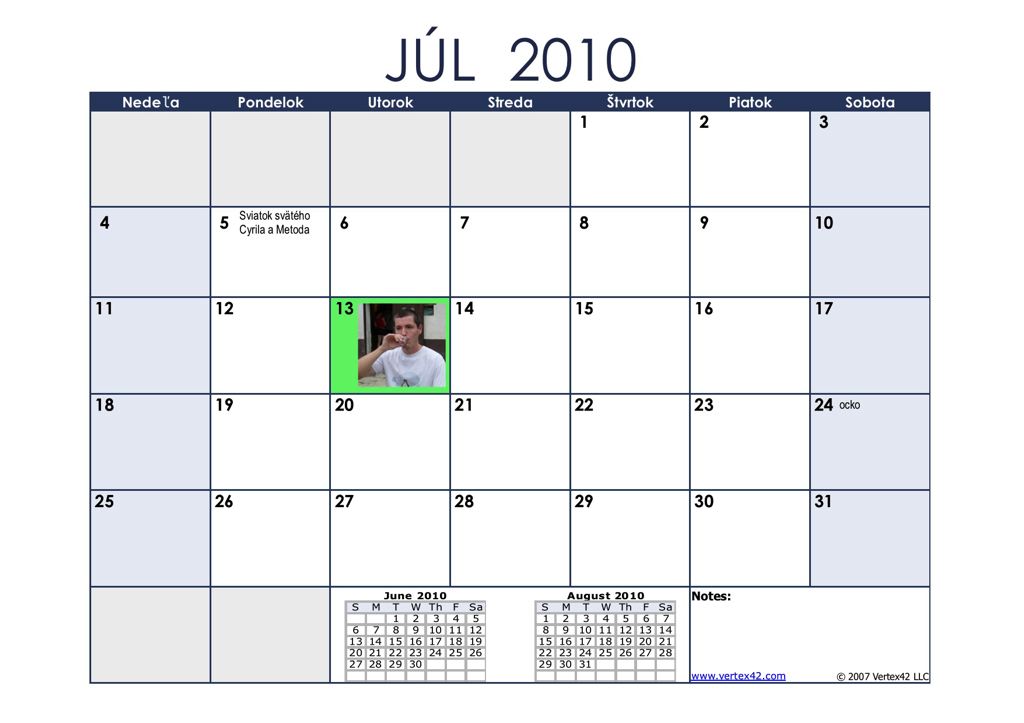 JÚL 2010
Nedeľa Pondelok Utorok Streda Štvrtok Piatok Sobota
1 2 3
4 5 Sviatok svätého 6 7 8 9 10
Cyrila a Metoda
11 12 13 14 15 16 17
18 19 20 21 22 23 24 ocko
25 26 27 28 29 30 31
June 2010
S M T W Th F Sa
1 2 3 4 5
6 7 8 9 10 11 12
13 14 15 16 17 18 19
20 21 22 23 24 25 26
27 28 29 30
August 2010
S M T W Th F Sa
1 2 3 4 5 6 7
8 9 10 11 12 13 14
15 16 17 18 19 20 21
22 23 24 25 26 27 28
29 30 31
Notes:
www.vertex42.com © 2007 Vertex42 LLC